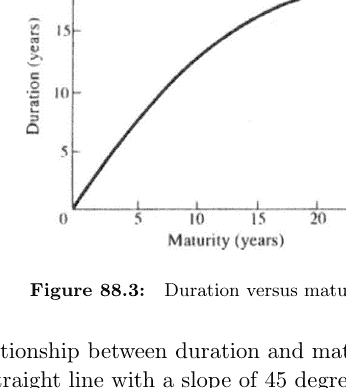 15
Duration (years)
10
5
0 5 10 15 20
Maturity (years)
Figure 88.3: Duration versus matu
tionship between duration and mat
traight line with a slope of 45 degre